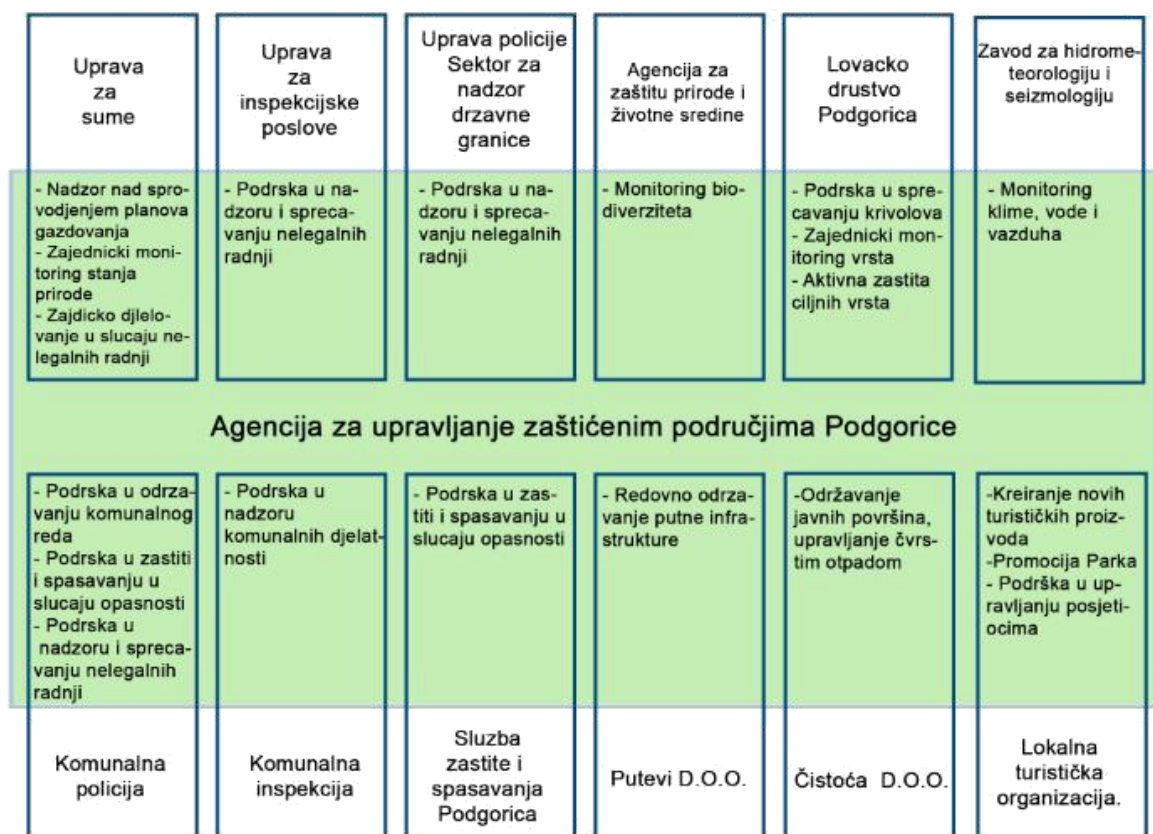 Uprava
za
sume
Uprava
za
inspekcijske
poslove
Uprava policije
Sektor za
nadzor
drzavne
granice
Agencija za
zaštitu prirode i
životne sredine
Lovacko
drustvo
Podgorica
Zavod za hidrome-
teorologiju i
seizmologiju
- Nadzor nad spro-
vodjenjem planova
gazdovanja
- Zajednicki moni-
toring stanja
prirode
- Zajdicko djlelo-
vanje u slucaju ne-
legalnih radnji
- Podrska u na-
dzoru i spreca-
vanju nelegalnih
radnji
- Podrska u na-
dzoru i spreca-
vanju nelegalnih
radnji
- Monitoring bio-
diverziteta
- Podrska u spre-
cavanju krivolova
- Zajednicki mon-
itoring vrsta
- Aktivna zastita
ciljnih vrsta
- Monitoring
klime, vode i
vazduha
Agencija za upravljanje zaštićenim područjima Podgorice
- Podrska u odrza-
vanju komunalnog
reda
- Podrska u zastiti
i spasavanju u
slucaju opasnosti
- Podrska u
nadzoru i spreca-
vanju nelegalnih
radnji
- Podrska u
nadzoru
komunalnih djelat-
nosti
- Podrska u zas-
titi i spasavanju u
slucaju opasnosti
- Redovno odrza-
vanje putne infra-
strukture
-Održavanje
javnih površina,
upravljanje čvrs-
tim otpadom
-Kreiranje novih
turističkih proiz-
voda
-Promocija Parka
- Podrška u up-
ravljanju posjeti-
ocima
Komunalna
policija
Komunalna
inspekcija
Sluzba
zastite i
spasavanja
Podgorica
Putevi D.O.O.
Čistoća D.O.O.
Lokalna
turistička
organizacija.